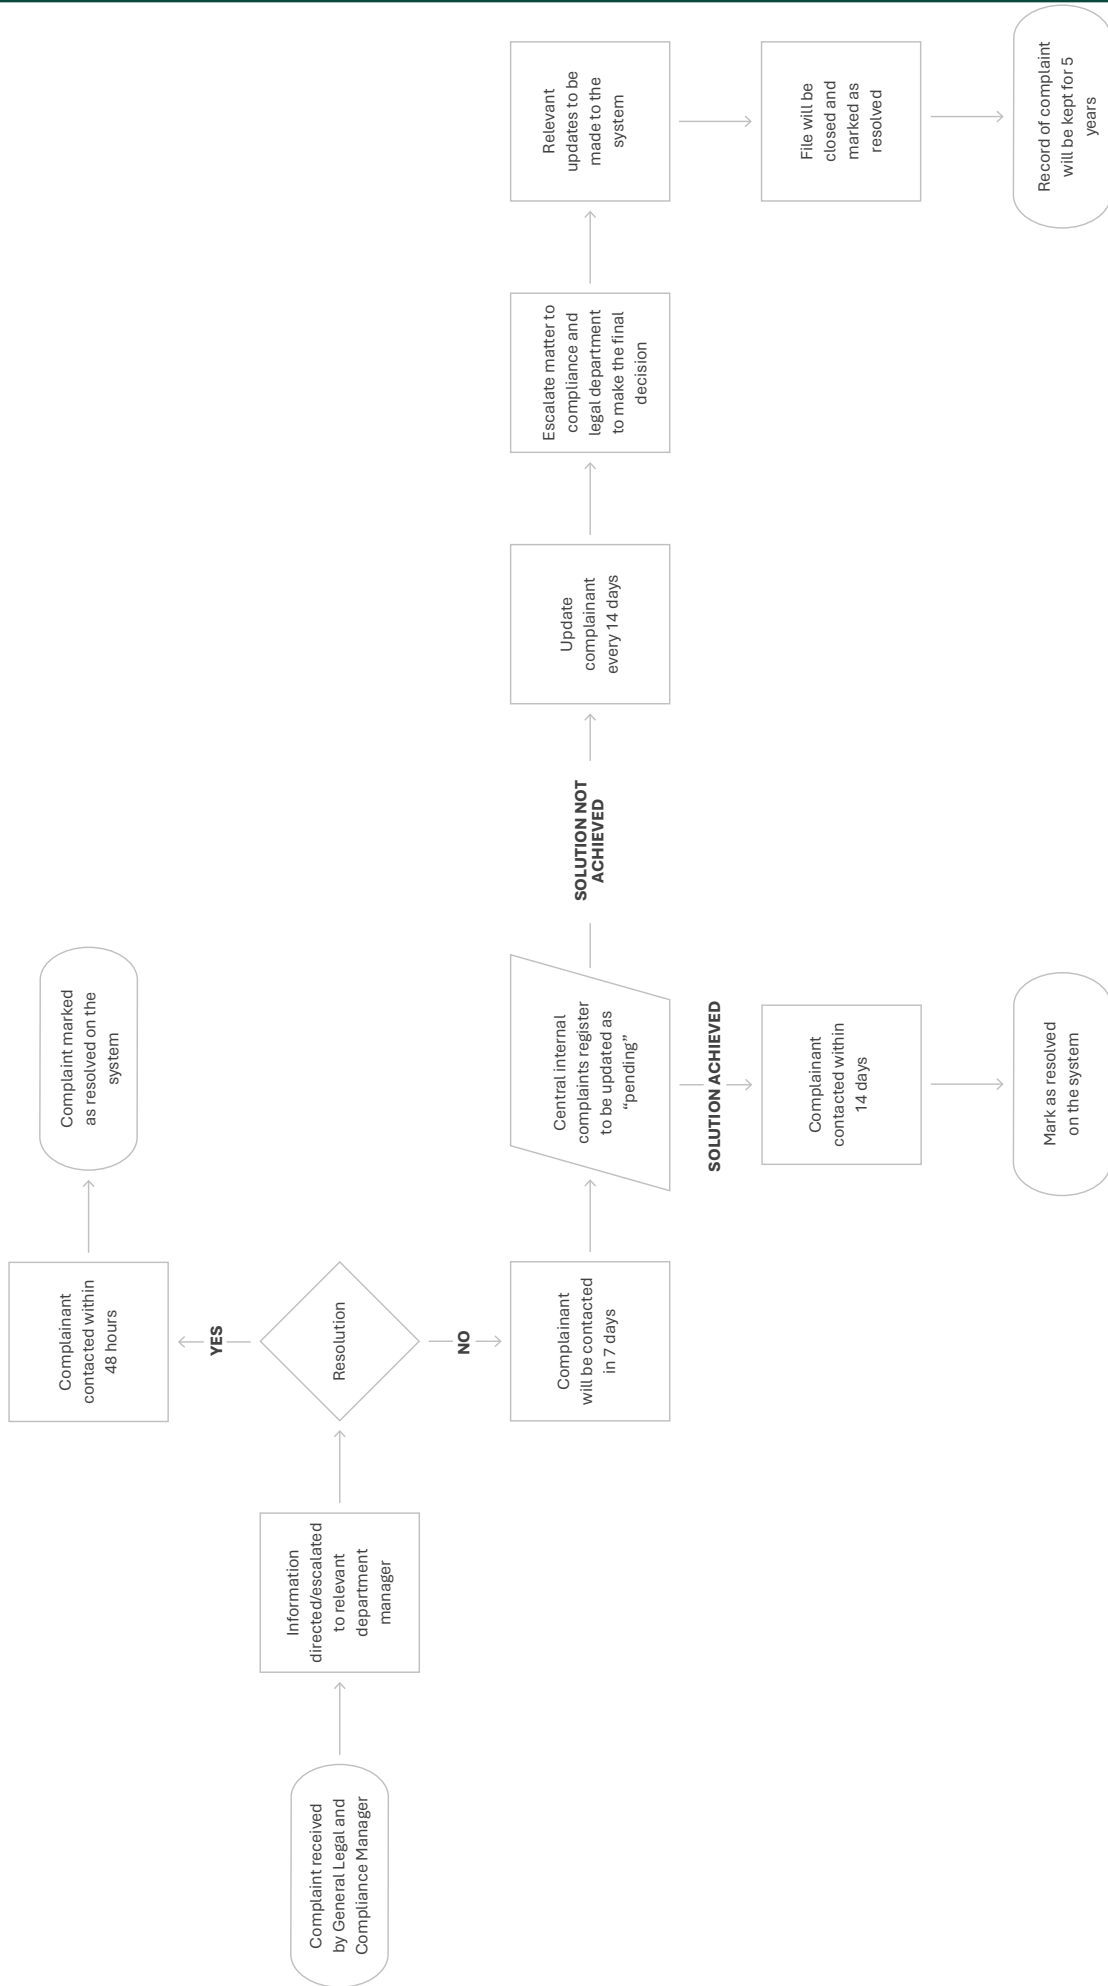 Complaint received
by General Legal and
Compliance Manager
Information
directed/escalated
to relevant
department
manager
Resolution
YES
Complainant
contacted within
48 hours
Complaint marked
as resolved on the
system
NO
Complainant
will be contacted
in 7 days
Central internal
complaints register
to be updated as
“pending”
SOLUTION ACHIEVED
Complainant
contacted within
14 days
Mark as resolved
on the system
SOLUTION NOT
ACHIEVED
Update
complainant
every 14 days
Escalate matter to
compliance and
legal department
to make the final
decision
Relevant
updates to be
made to the
system
File will be
closed and
marked as
resolved
Record of complaint
will be kept for 5
years